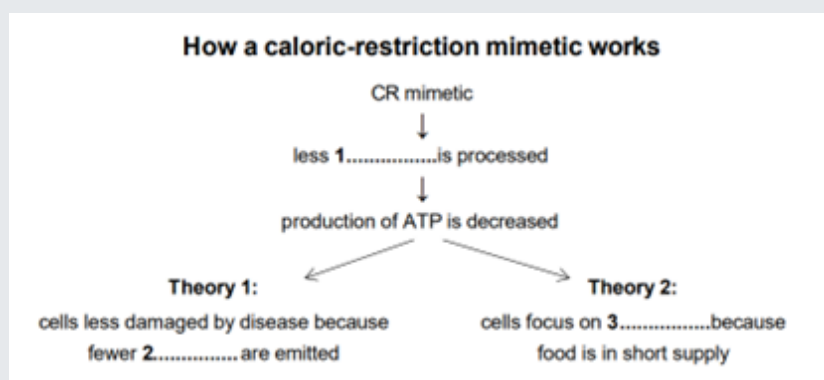 How a caloric-restriction mimetic works
CR mimetic
less 1.................is processed
production of ATP is decreased
Theory 1:
cells less damaged by disease because
fewer 2............... are emitted
Theory 2:
cells focus on 3.................because
food is in short supply